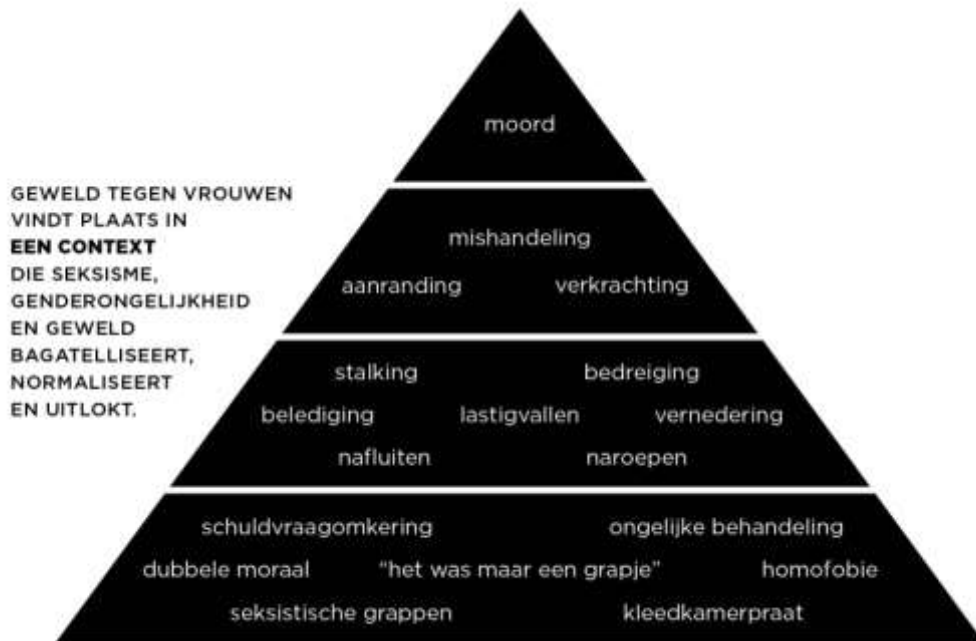 GEWELD TEGEN VROUWEN
VINDT PLAATS IN
EEN CONTEXT
DIE SEKSISME,
GENDERONGELIJKHEID
EN GEWELD
BAGATELLISEERT,
NORMALISEERT
EN UITLOKT.
moord
mishandeling
aanranding verkrachting
stalking bedreiging
belediging lastigvallen vernedering
nafluiten naroepen
schuldvraagomkering ongelijke behandeling
dubbele moraal "het was maar een grapje" homofobie
seksistische grappen kleedkamerpraat